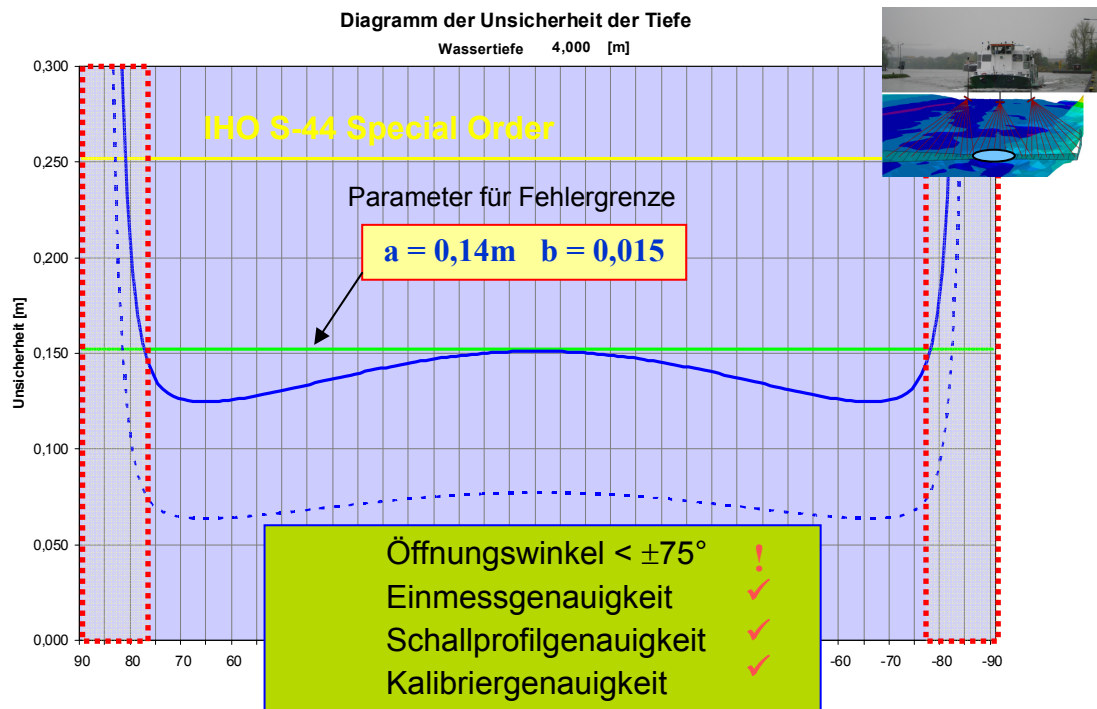 Diagramm der Unsicherheit der Tiefe
Wassertiefe 4,000 [m]
IHO S-44 Special Order
Parameter für Fehlergrenze
a = 0,14m b = 0,015
Unsicherheit [m]
0,300
0,250
0,200
0,150
0,100
0,050
0,000
90 80 70 60 -60 -70 -80 -90
Öffnungswinkel < ±75° !
Einmessgenauigkeit ✓
Schallprofilgenauigkeit ✓
Kalibriergenauigkeit ✓